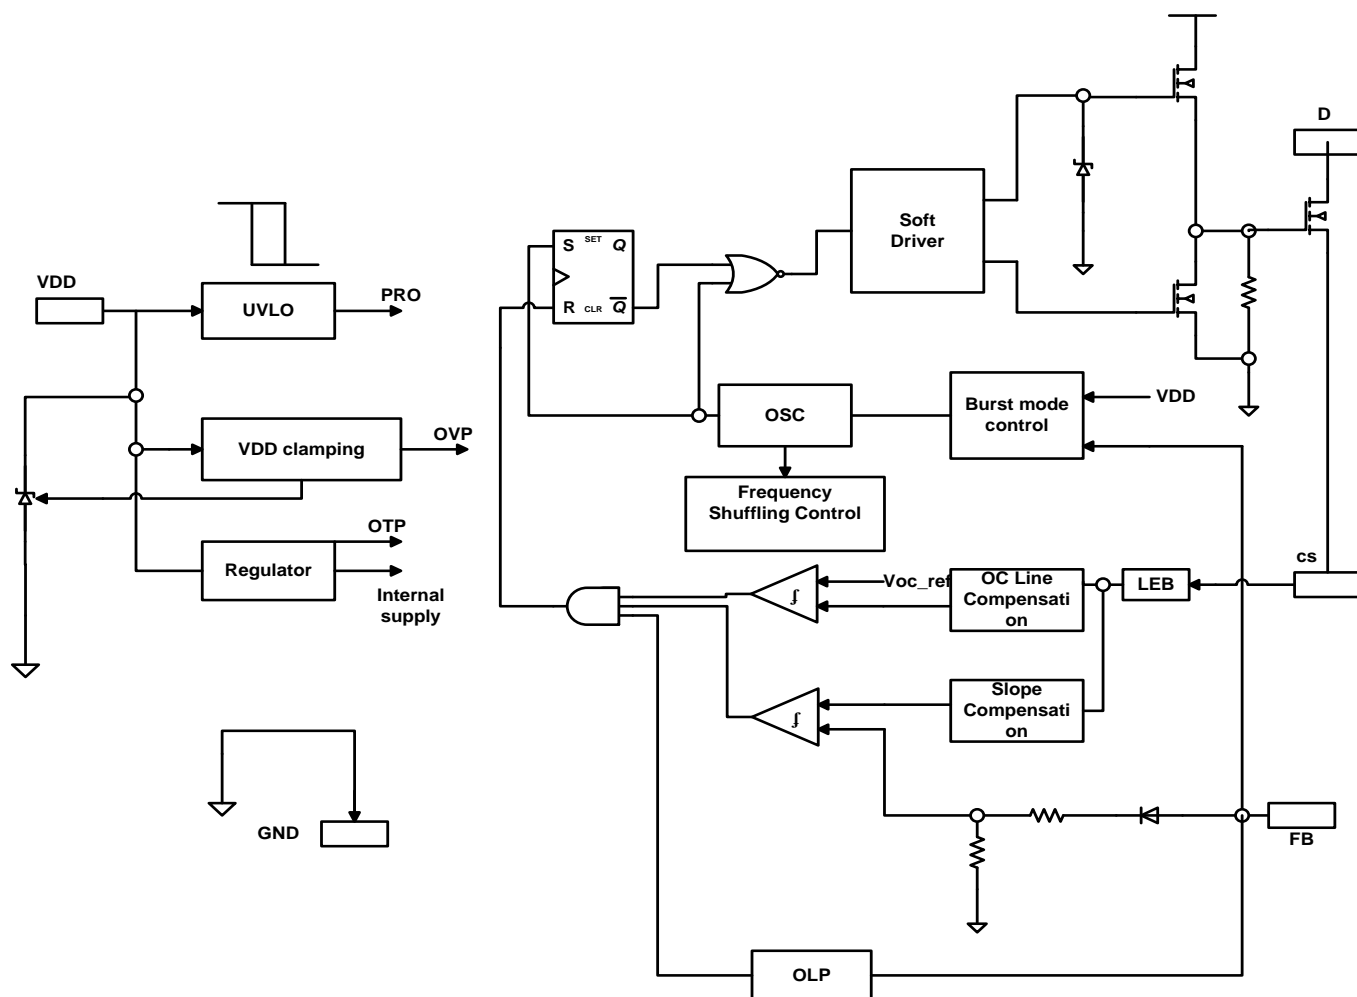 D
Soft
Driver
S SET Q
R CLR Q
VDD
UVLO
PRO
OSC
Burst mode
control
VDD
VDD clamping
OVP
Frequency
Shuffling Control
OTP
Regulator
Internal
supply
Voc_ref
OC Line
Compensati
on
LEB
cs
Slope
Compensati
on
GND
FB
OLP